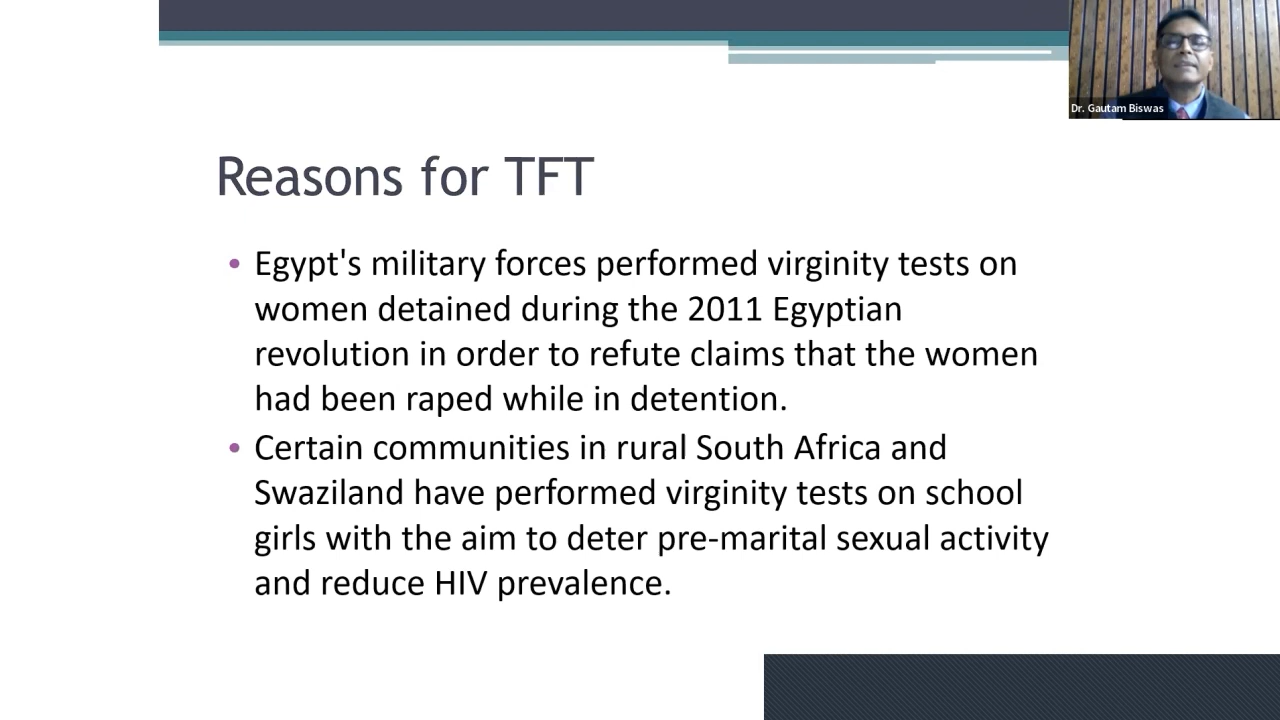 Dr. Gautam Biswas
Reasons for TFT
• Egypt's military forces performed virginity tests on
women detained during the 2011 Egyptian
revolution in order to refute claims that the women
had been raped while in detention.
• Certain communities in rural South Africa and
Swaziland have performed virginity tests on school
girls with the aim to deter pre-marital sexual activity
and reduce HIV prevalence.